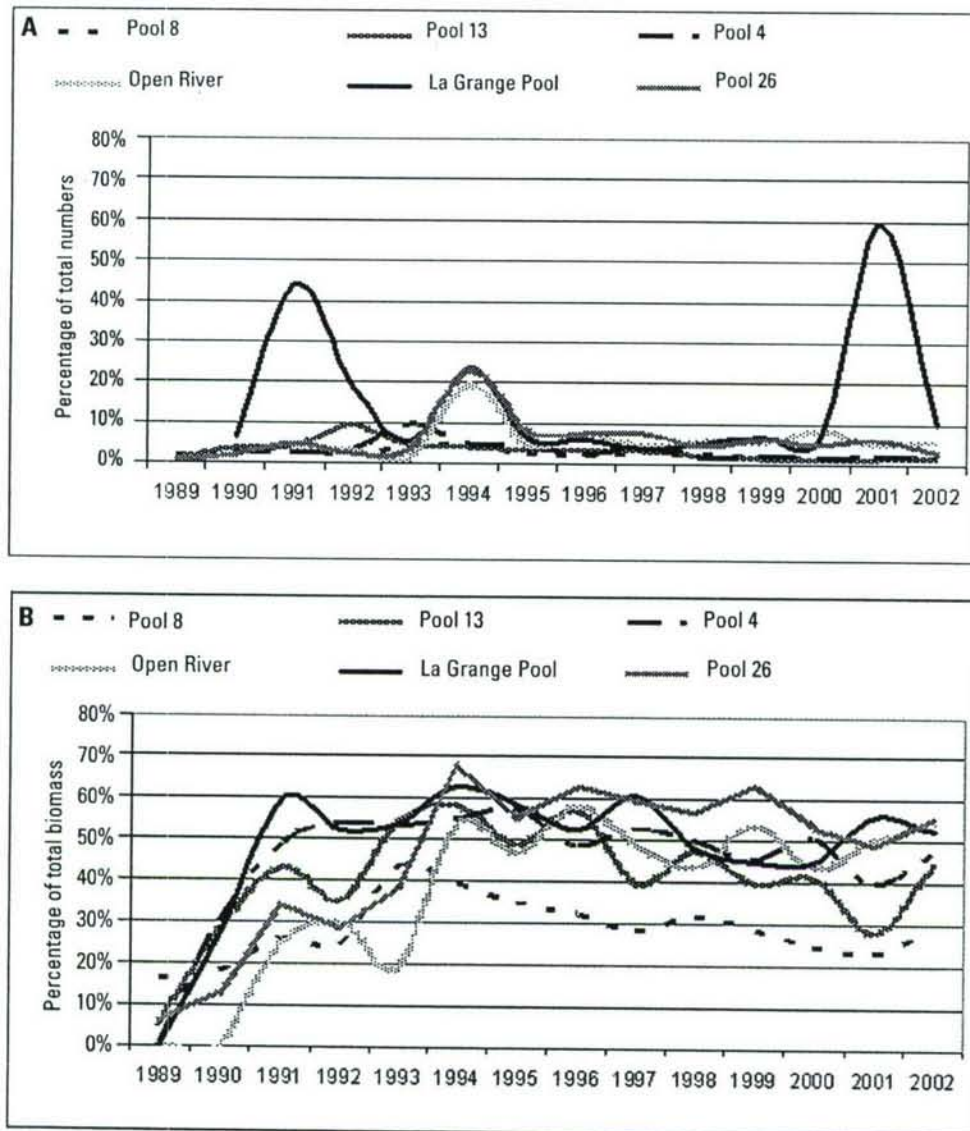 A Pool 8 Pool 13 Pool 4
Open River La Grange Pool Pool 26
Percentage of total numbers
80%
70%
60%
50%
40%
30%
20%
10%
0%
1989 1990 1991 1992 1993 1994 1995 1996 1997 1998 1999 2000 2001 2002
B Pool 8 Pool 13 Pool 4
Open River La Grange Pool Pool 26
Percentage of total biomass
80%
70%
60%
50%
40%
30%
20%
10%
0%
1989 1990 1991 1992 1993 1994 1995 1996 1997 1998 1999 2000 2001 2002